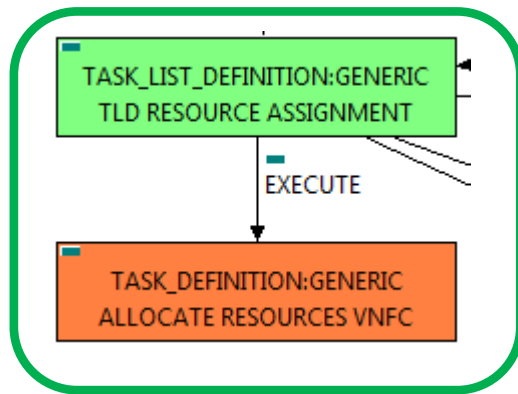 TASK_LIST_DEFINITION:GENERIC
TLD RESOURCE ASSIGNMENT
EXECUTE
TASK_DEFINITION:GENERIC
ALLOCATE RESOURCES VNFC